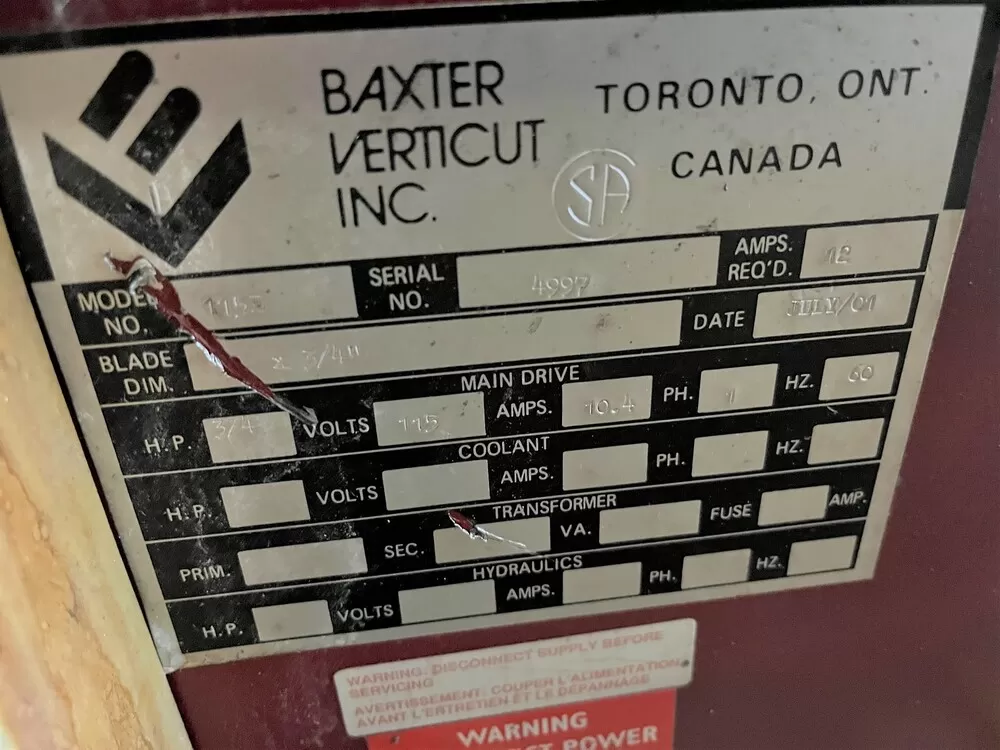 BAXTER
VERTICUT
INC.
TORONTO, ONT.
CANADA
SA
MODEL NO.
SERIAL NO. 4997
AMPS. REQ'D. 12
BLADE DIM. x 3/4"
DATE JULY/01
MAIN DRIVE
H.P. 3/4 VOLTS 115 AMPS. 10.4 PH. 1 HZ. 60
COOLANT
H.P. VOLTS AMPS. PH. HZ.
TRANSFORMER
PRIM. SEC. VA. FUSE AMP.
HYDRAULICS
H.P. VOLTS AMPS. PH. HZ.
WARNING: DISCONNECT SUPPLY BEFORE
SERVICING
AVERTISSEMENT: COUPER L'ALIMENTATION
AVANT L'ENTRETIEN ET LE DÉPANNAGE
WARNING
POWER